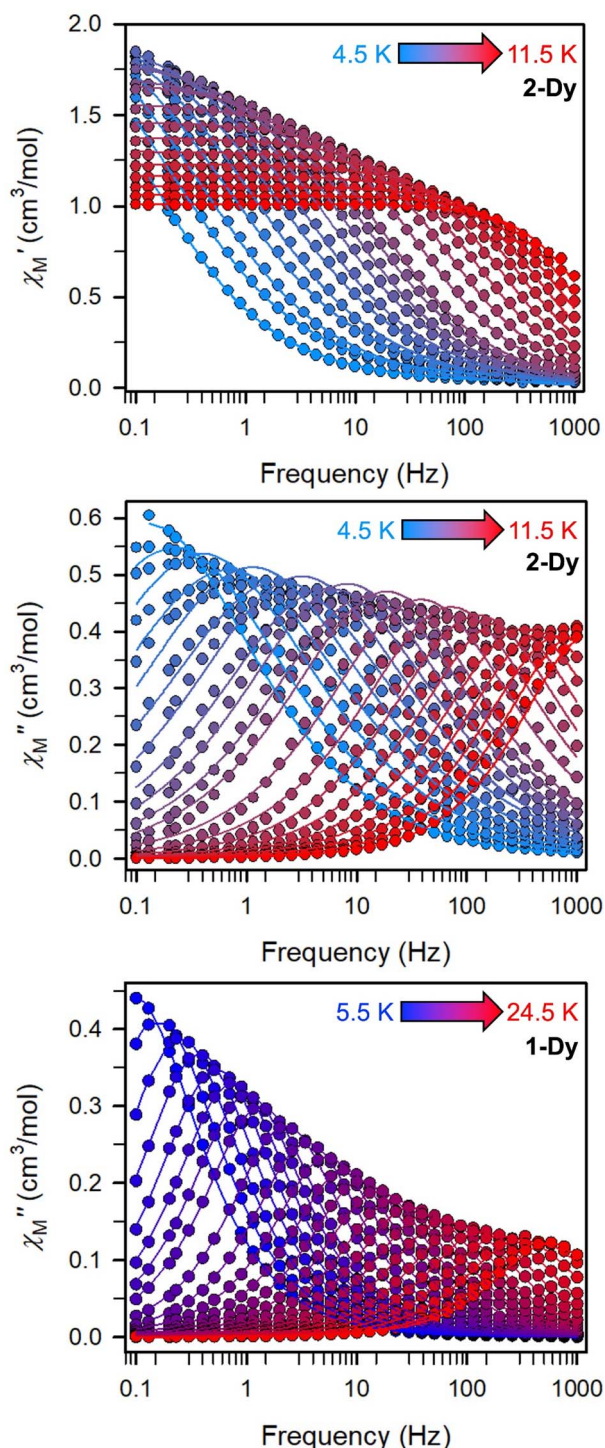 2.0
4.5 K 11.5 K
2-Dy
1.5
1.0
0.5
0.0
χM' (cm³/mol)
0.1 1 10 100 1000
Frequency (Hz)
0.6
4.5 K 11.5 K
2-Dy
0.5
0.4
0.3
0.2
0.1
0.0
χM'' (cm³/mol)
0.1 1 10 100 1000
Frequency (Hz)
5.5 K 24.5 K
0.4
1-Dy
0.3
0.2
0.1
0.0
χM'' (cm³/mol)
0.1 1 10 100 1000
Frequency (Hz)